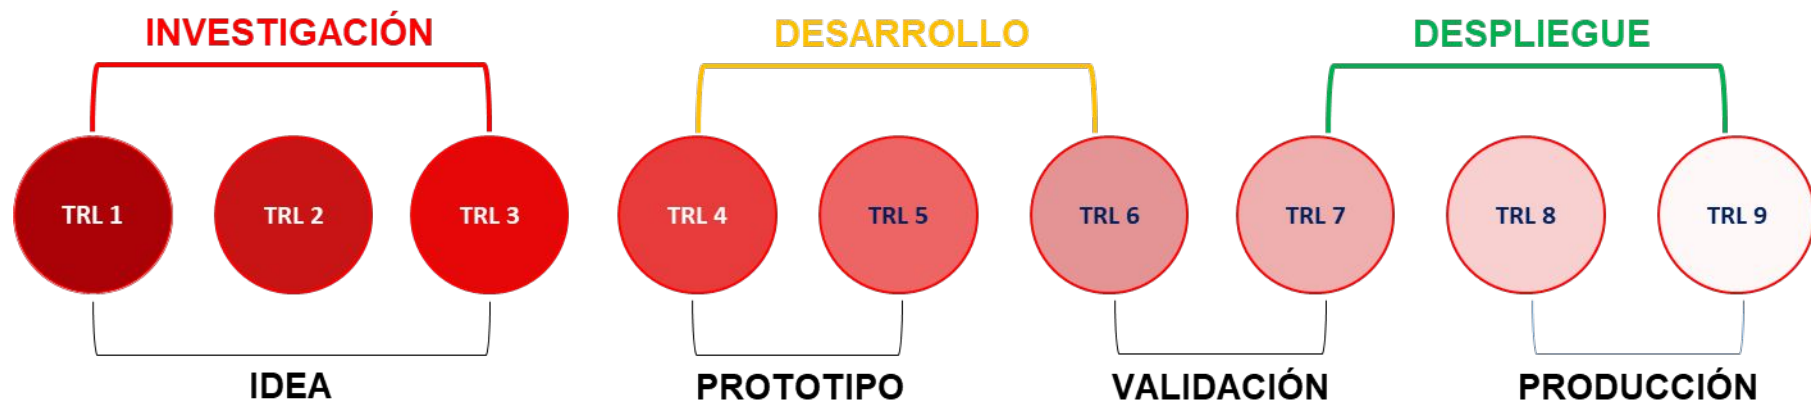 INVESTIGACIÓN DESARROLLO DESPLIEGUE
TRL 1 TRL 2 TRL 3 TRL 4 TRL 5 TRL 6 TRL 7 TRL 8 TRL 9
IDEA PROTOTIPO VALIDACIÓN PRODUCCIÓN